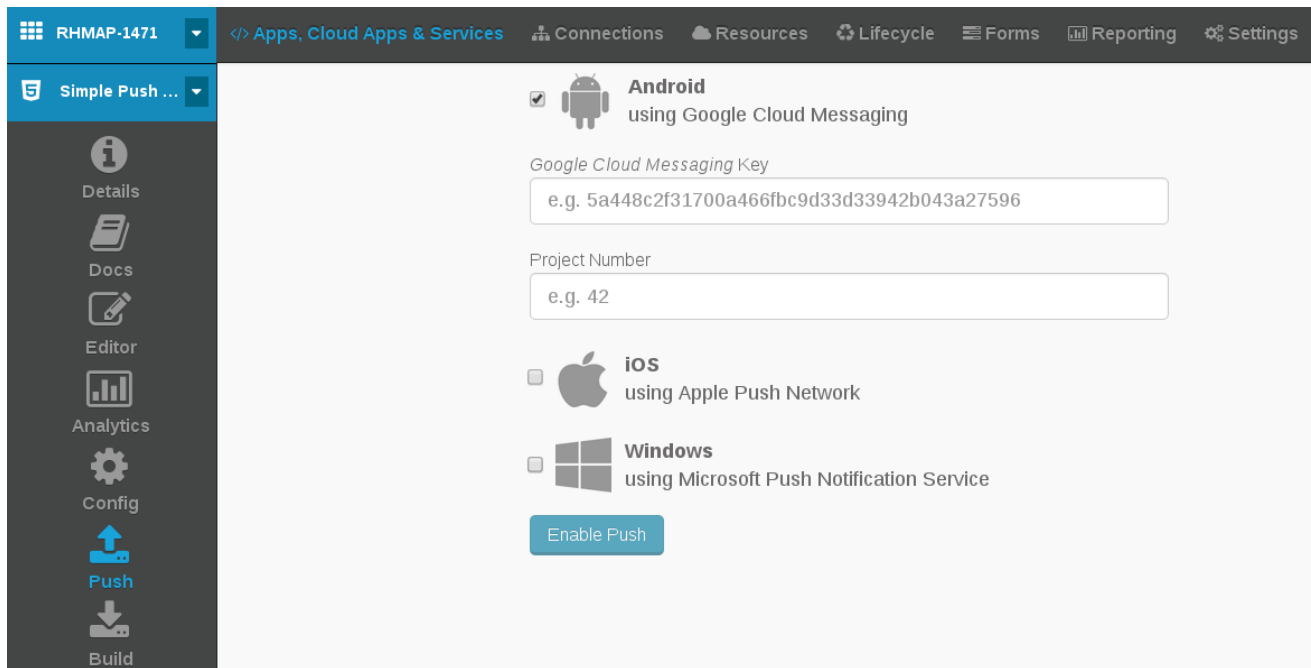 RHMAP-1471
</> Apps, Cloud Apps & Services
Connections
Resources
Lifecycle
Forms
Reporting
Settings
Simple Push ...
Details
Docs
Editor
Analytics
Config
Push
Build
Android
using Google Cloud Messaging
Google Cloud Messaging Key
e.g. 5a448c2f31700a466fbc9d33d33942b043a27596
Project Number
e.g. 42
iOS
using Apple Push Network
Windows
using Microsoft Push Notification Service
Enable Push